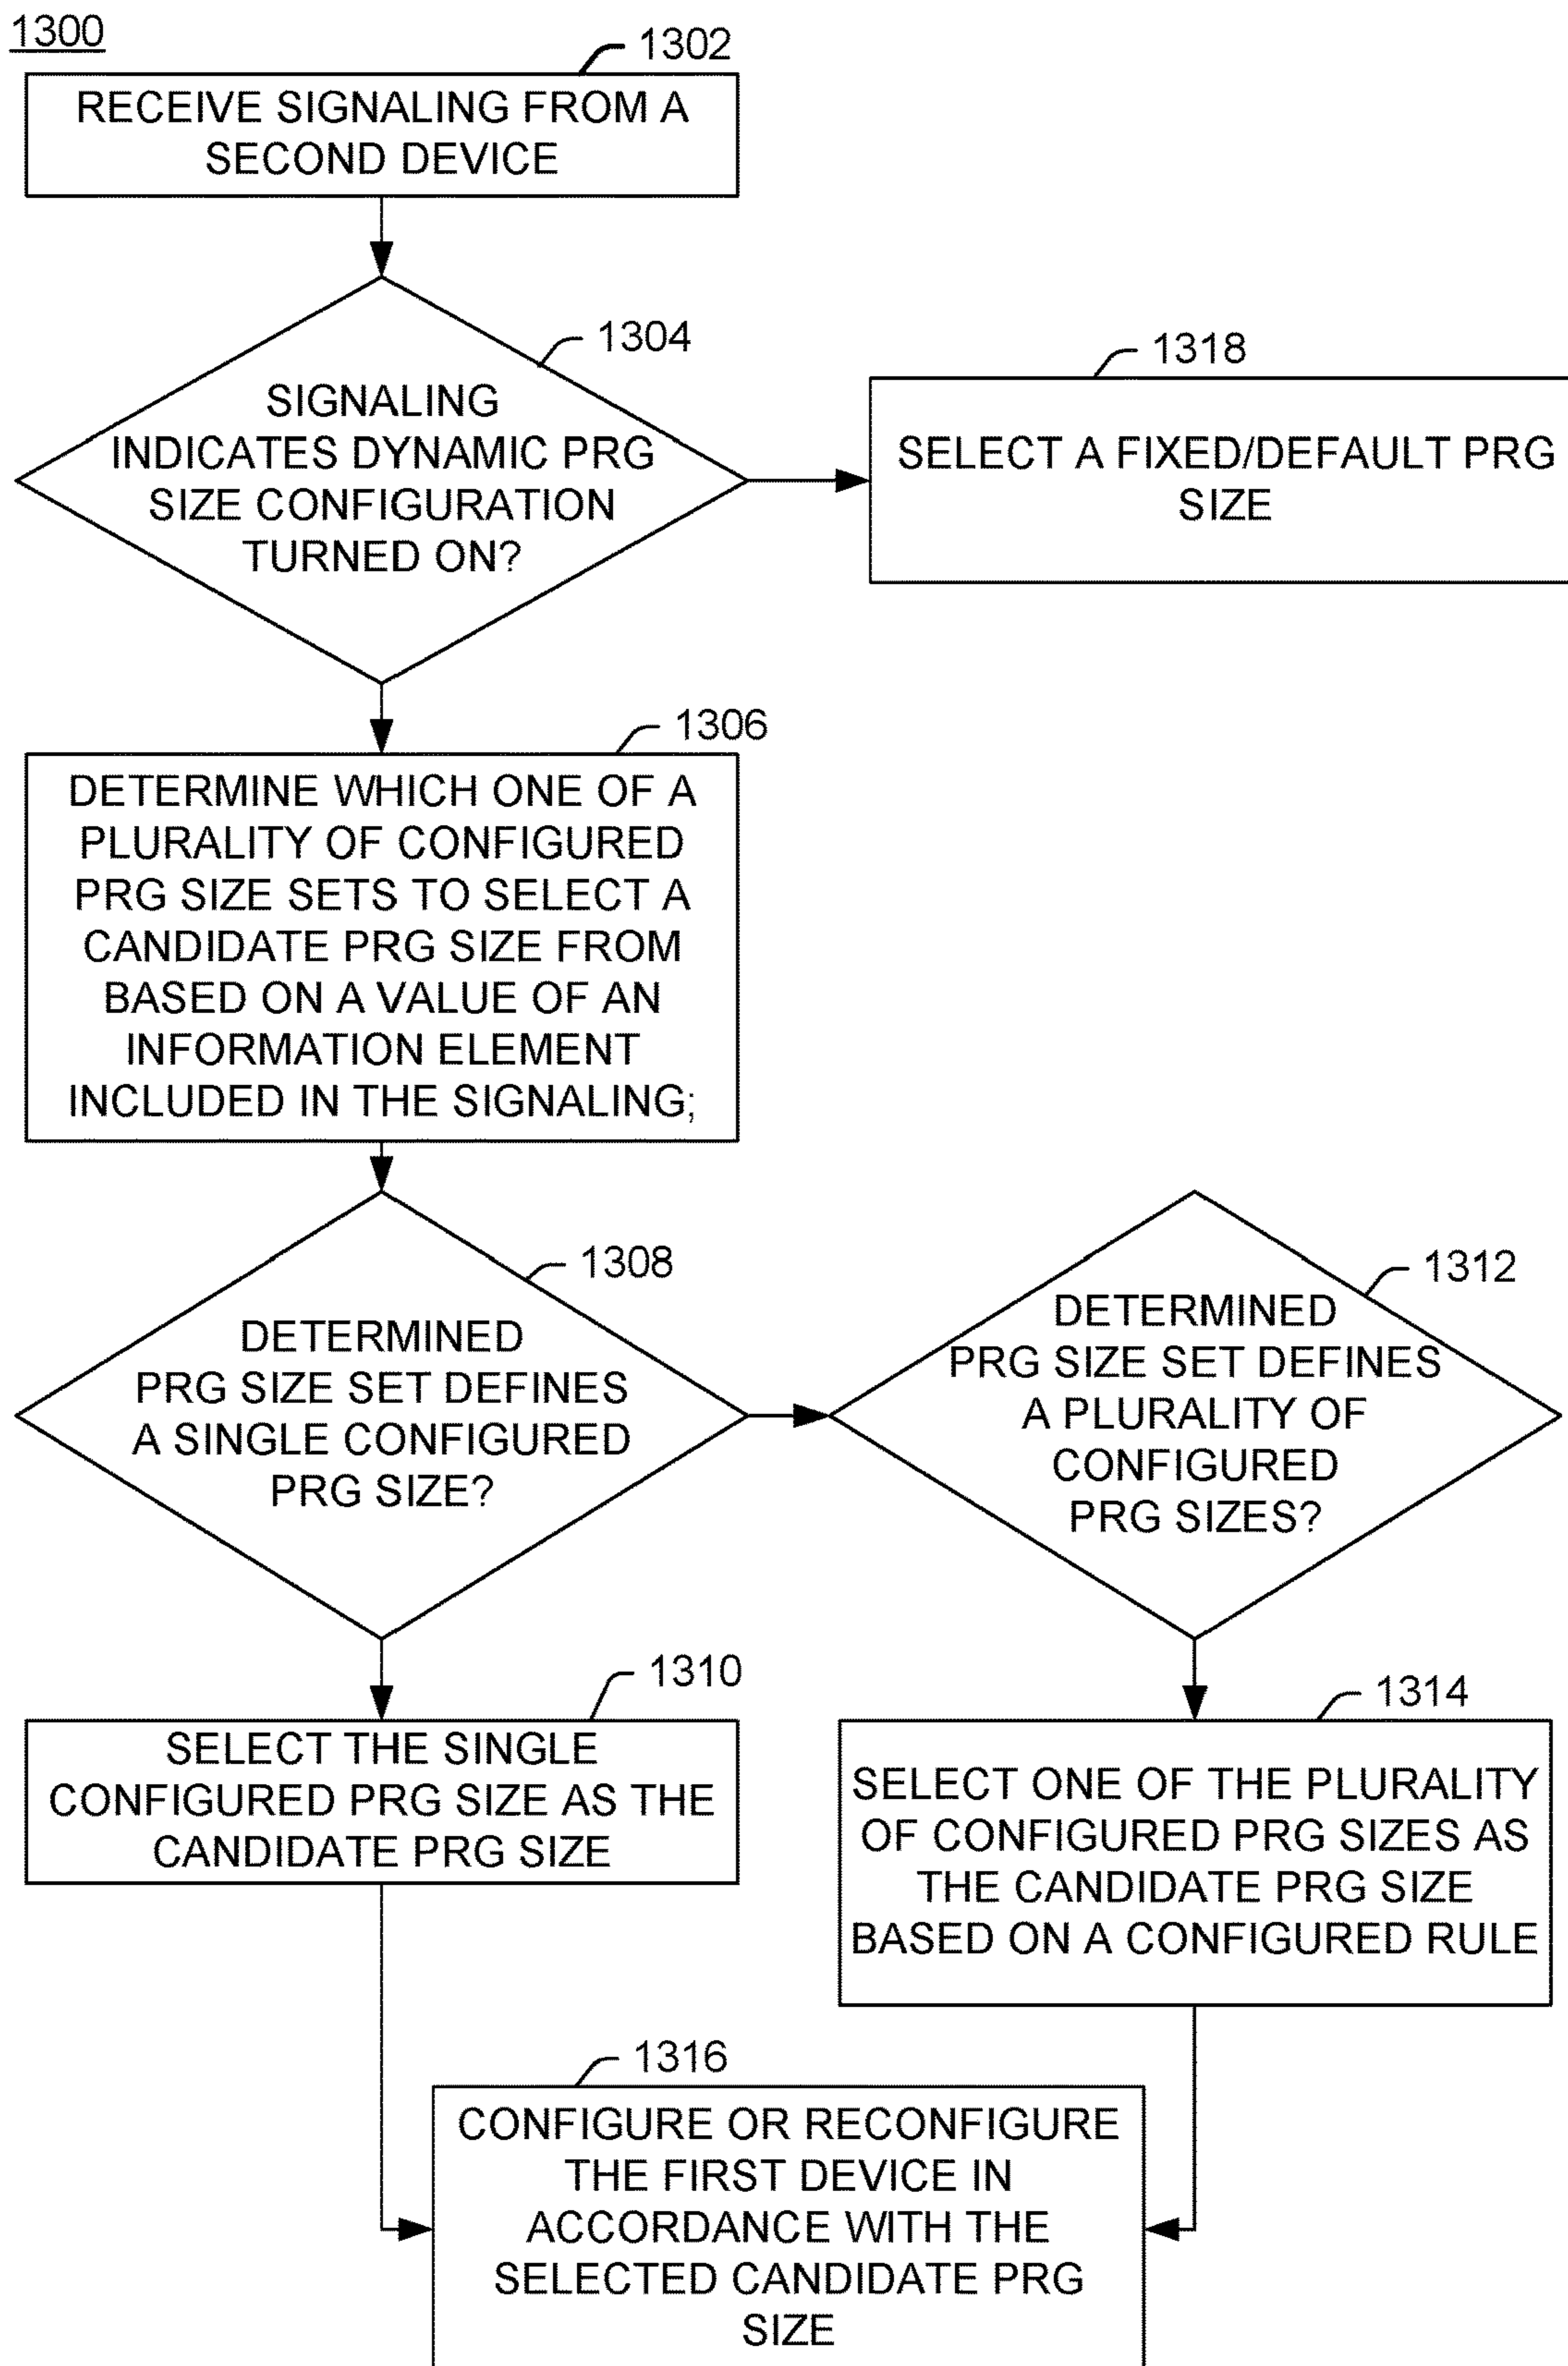 1300
1302
RECEIVE SIGNALING FROM A
SECOND DEVICE
1304
SIGNALING
INDICATES DYNAMIC PRG
SIZE CONFIGURATION
TURNED ON?
1318
SELECT A FIXED/DEFAULT PRG
SIZE
1306
DETERMINE WHICH ONE OF A
PLURALITY OF CONFIGURED
PRG SIZE SETS TO SELECT A
CANDIDATE PRG SIZE FROM
BASED ON A VALUE OF AN
INFORMATION ELEMENT
INCLUDED IN THE SIGNALING;
1308
DETERMINED
PRG SIZE SET DEFINES
A SINGLE CONFIGURED
PRG SIZE?
1312
DETERMINED
PRG SIZE SET DEFINES
A PLURALITY OF
CONFIGURED
PRG SIZES?
1310
SELECT THE SINGLE
CONFIGURED PRG SIZE AS THE
CANDIDATE PRG SIZE
1314
SELECT ONE OF THE PLURALITY
OF CONFIGURED PRG SIZES AS
THE CANDIDATE PRG SIZE
BASED ON A CONFIGURED RULE
1316
CONFIGURE OR RECONFIGURE
THE FIRST DEVICE IN
ACCORDANCE WITH THE
SELECTED CANDIDATE PRG
SIZE